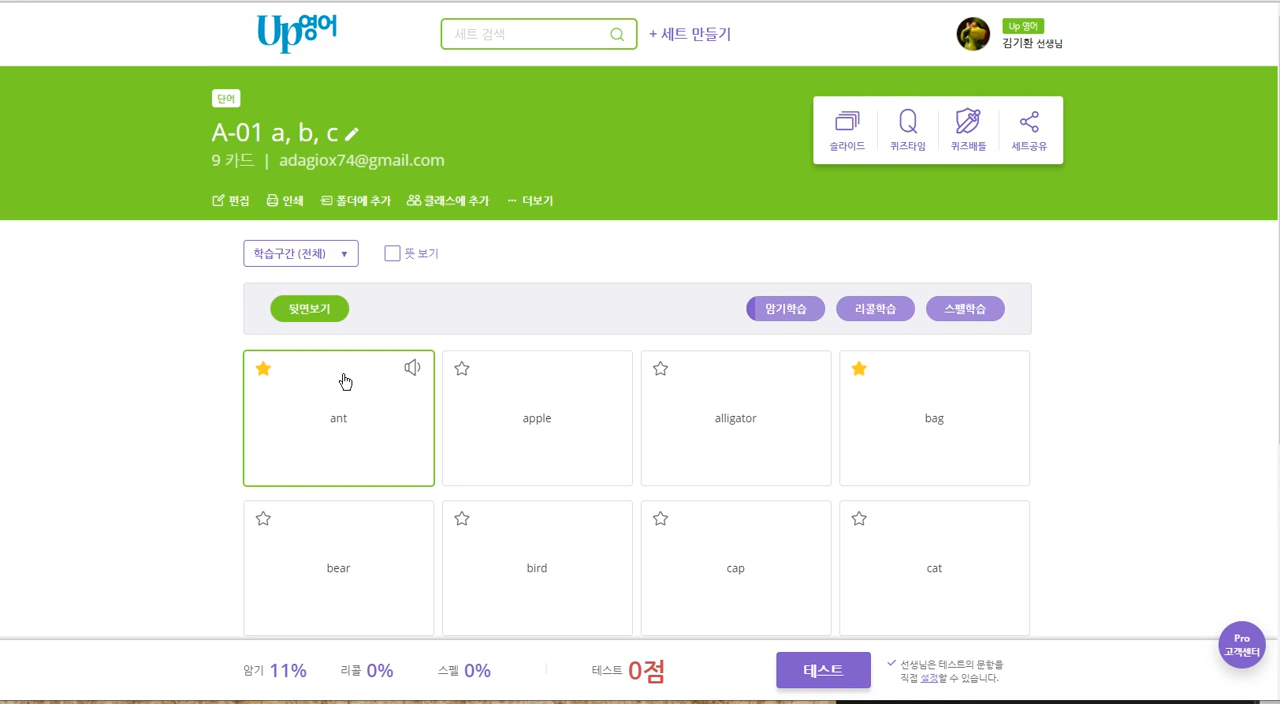 Up영어
세트 검색
+ 세트 만들기
Up 영어
김기환 선생님
단어
A-01 a, b, c
9 카드 | adagiox74@gmail.com
슬라이드
퀴즈타임
퀴즈배틀
세트공유
편집
인쇄
폴더에 추가
클래스에 추가
··· 더보기
학습구간 (전체) ▼
뜻 보기
뒷면보기
암기학습
리콜학습
스펠학습
ant
apple
alligator
bag
bear
bird
cap
cat
암기 11%
리콜 0%
스펠 0%
테스트 0점
테스트
선생님은 테스트의 문항을
직접 설정할 수 있습니다.
Pro
고객센터